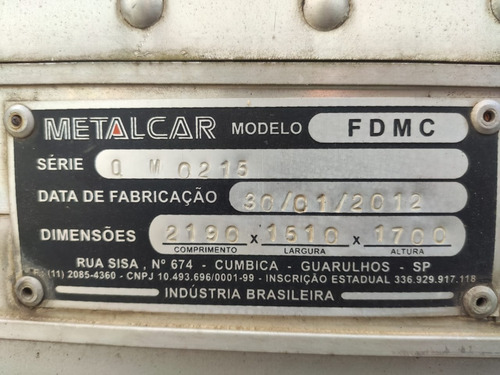 METALCAR MODELO FDMC
SÉRIE Q M 0215
DATA DE FABRICAÇÃO 30/01/2012
DIMENSÕES 2190 x 1510 x 1700
COMPRIMENTO LARGURA ALTURA
RUA SISA , Nº 674 - CUMBICA - GUARULHOS - SP
(11) 2085-4360 - CNPJ 10.493.696/0001-99 - INSCRIÇÃO ESTADUAL 336.929.917.118
INDÚSTRIA BRASILEIRA